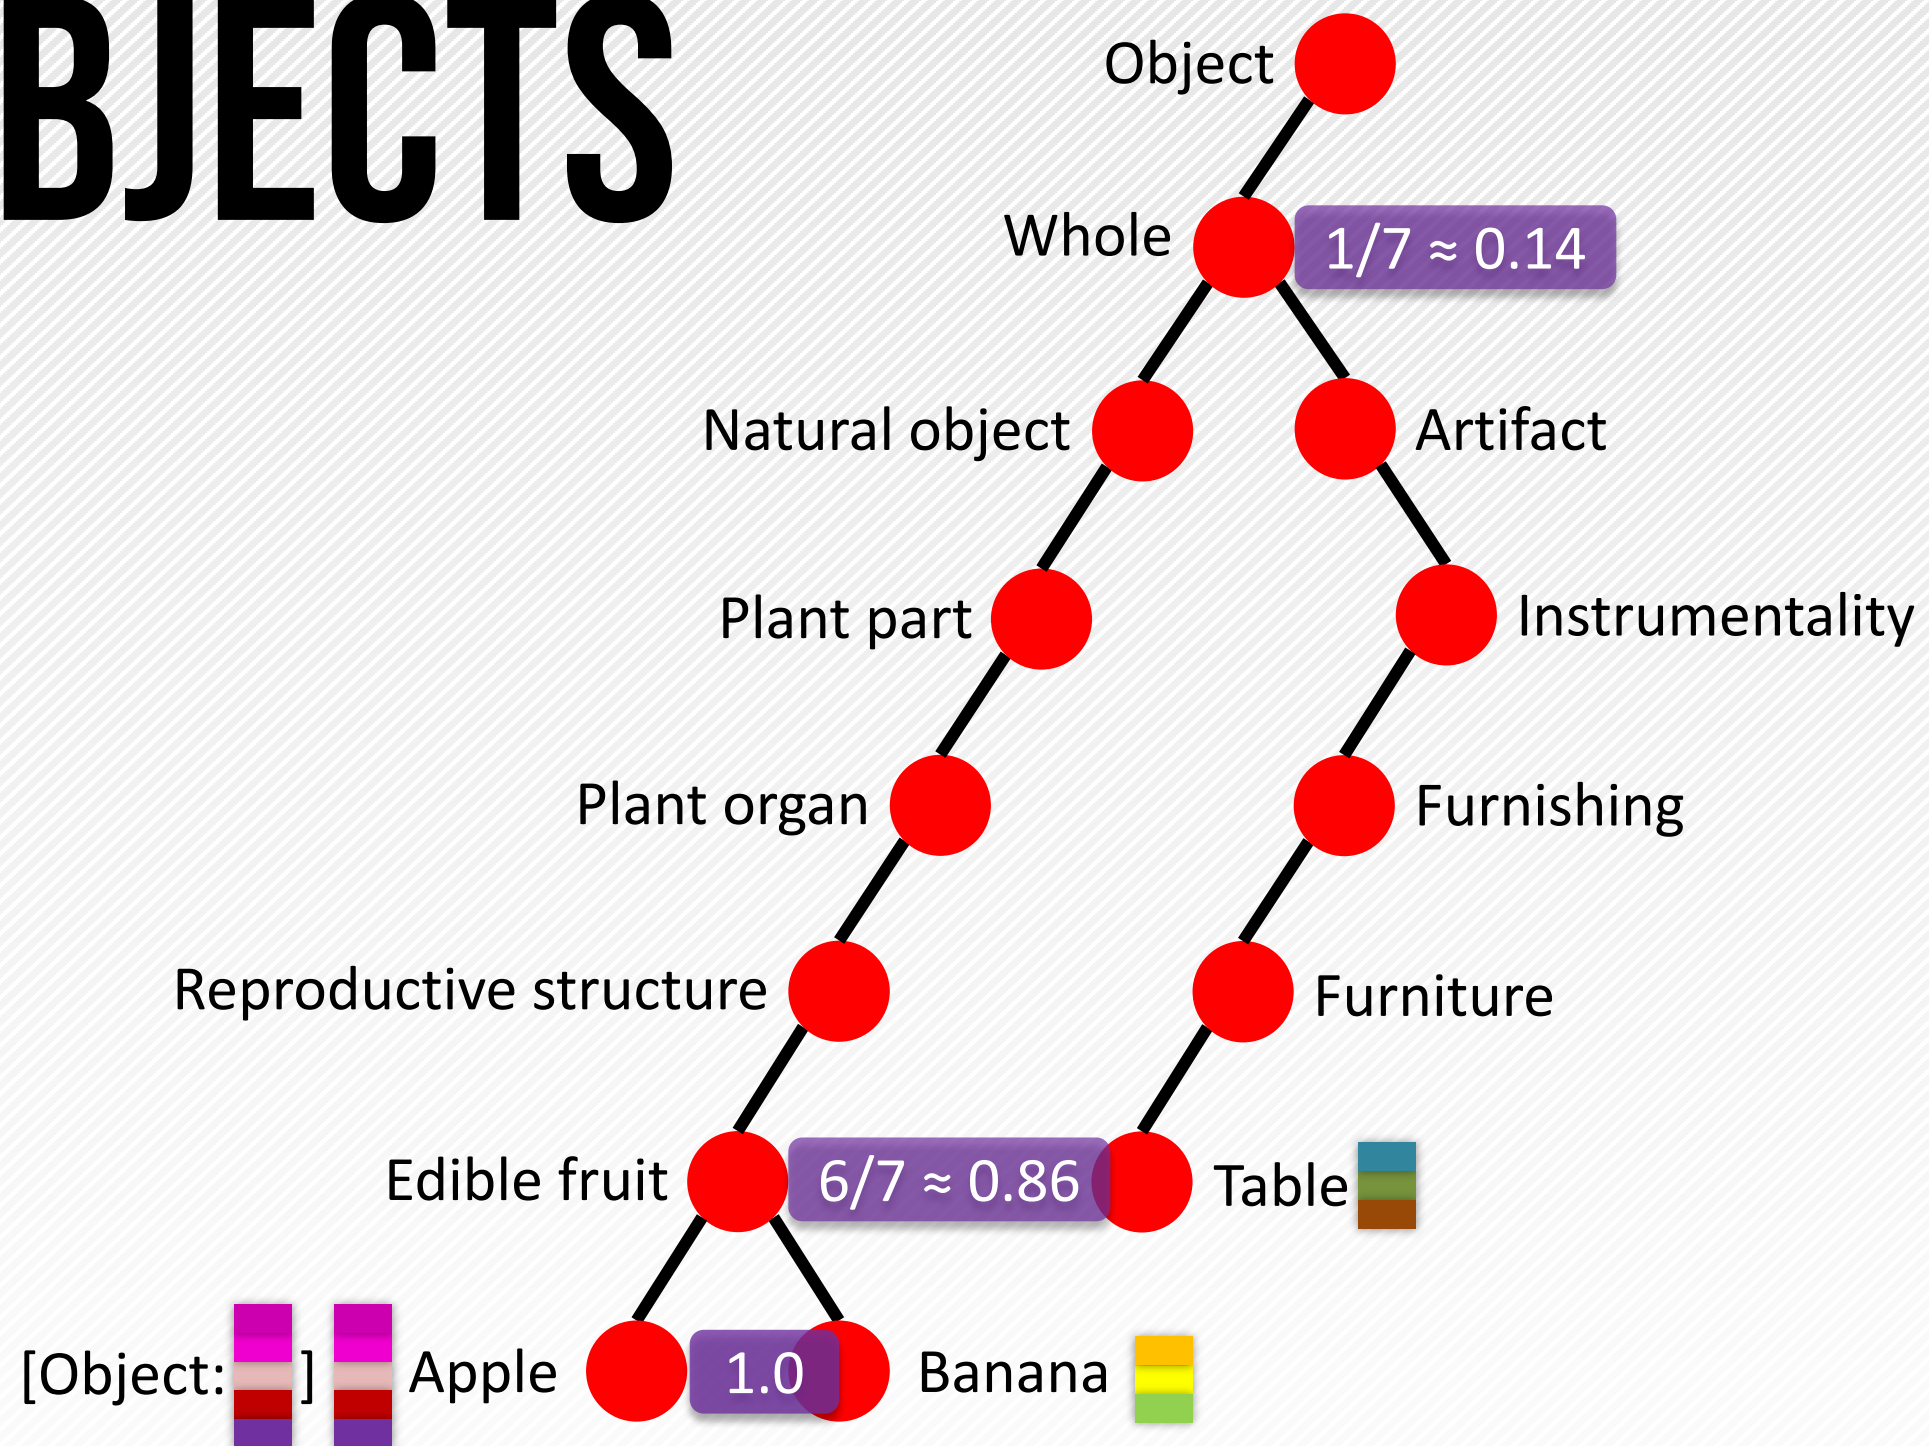 BJECTS
Object
Whole
1/7 ≈ 0.14
Natural object
Artifact
Plant part
Instrumentality
Plant organ
Furnishing
Reproductive structure
Furniture
Edible fruit
6/7 ≈ 0.86
Table
[Object: ]
Apple
1.0
Banana